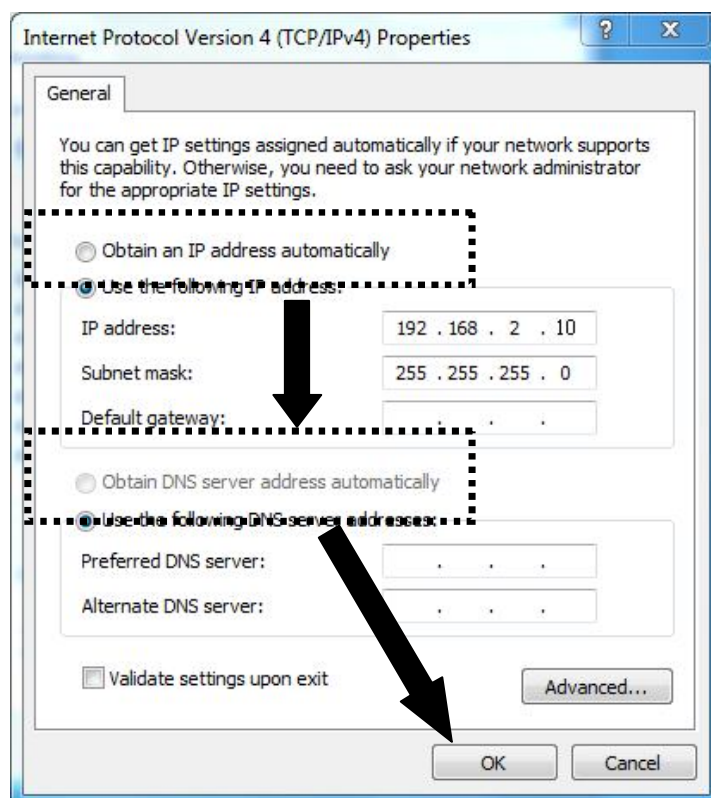 Internet Protocol Version 4 (TCP/IPv4) Properties
General
You can get IP settings assigned automatically if your network supports
this capability. Otherwise, you need to ask your network administrator
for the appropriate IP settings.
Obtain an IP address automatically
Use the following IP address:
IP address: 192 . 168 . 2 . 10
Subnet mask: 255 . 255 . 255 . 0
Default gateway: . . .
Obtain DNS server address automatically
Use the following DNS server addresses:
Preferred DNS server: . . .
Alternate DNS server: . . .
Validate settings upon exit
Advanced...
OK Cancel